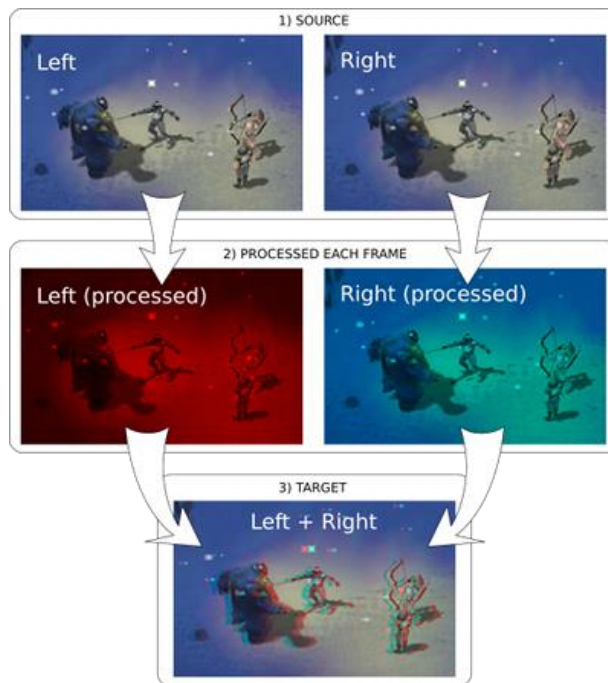 1) SOURCE
Left
Right
2) PROCESSED EACH FRAME
Left (processed)
Right (processed)
3) TARGET
Left + Right